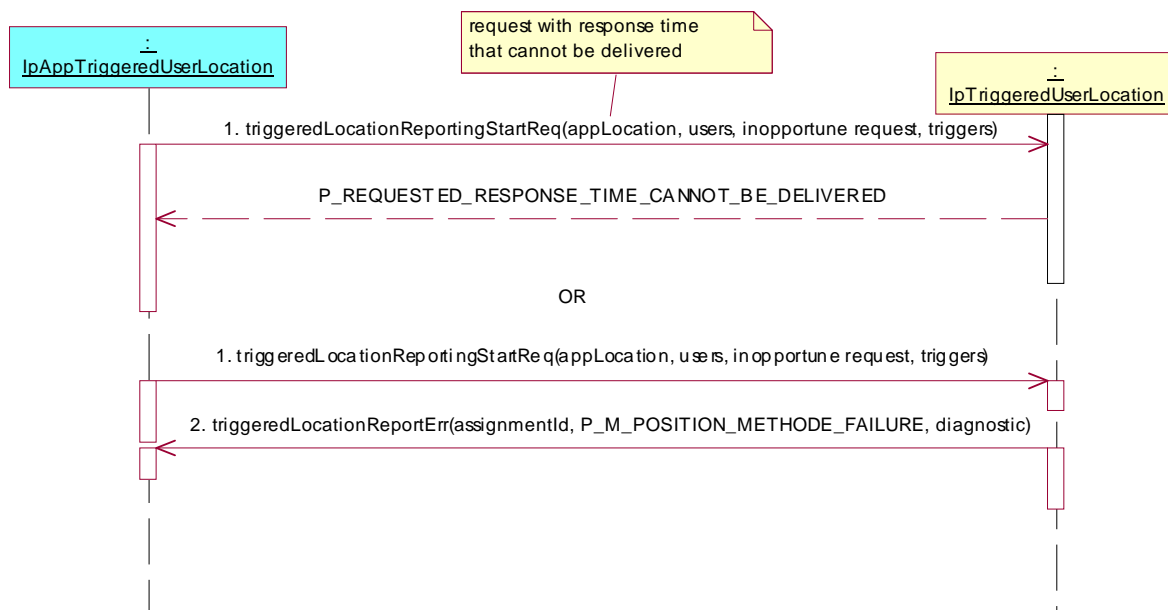 request with response time
that cannot be delivered
:
IpAppTriggeredUserLocation
:
IpTriggeredUserLocation
1. triggeredLocationReportingStartReq(appLocation, users, inopportune request, triggers)
P_REQUESTED_RESPONSE_TIME_CANNOT_BE_DELIVERED
OR
1. triggeredLocationReportingStartReq(appLocation, users, inopportune request, triggers)
2. triggeredLocationReportErr(assignmentId, P_M_POSITION_METHODE_FAILURE, diagnostic)